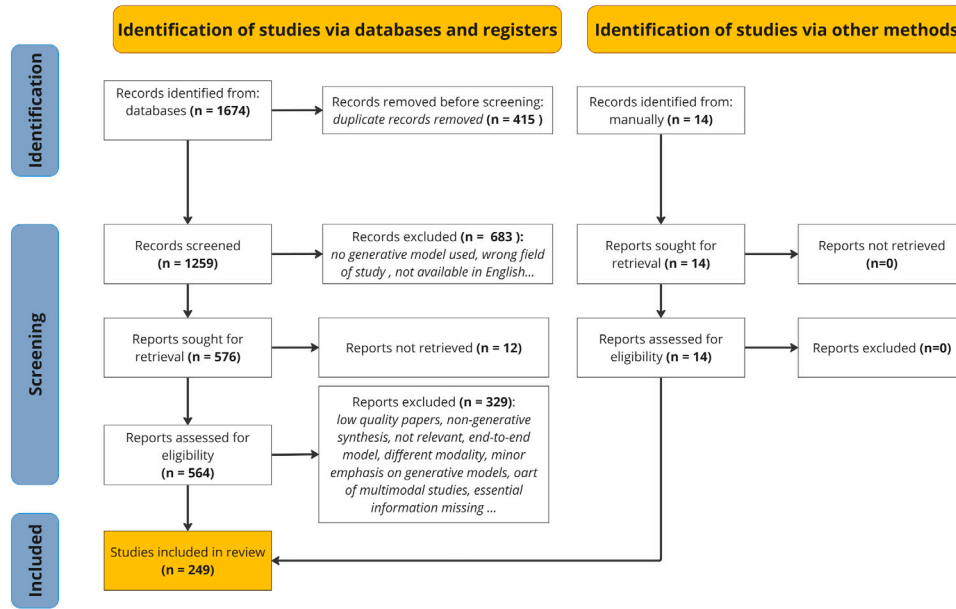 Identification of studies via databases and registers
Identification of studies via other methods
Identification
Records identified from:
databases (n = 1674)
Records removed before screening:
duplicate records removed (n = 415 )
Records identified from:
manually (n = 14)
Screening
Records screened
(n = 1259)
Records excluded (n =  683 ):
no generative model used, wrong field
of study , not available in English...
Reports sought for
retrieval (n = 14)
Reports not retrieved
(n=0)
Reports sought for
retrieval (n = 576)
Reports not retrieved (n = 12)
Reports assessed for
eligibility (n = 14)
Reports excluded (n=0)
Reports assessed for
eligibility
(n = 564)
Reports excluded (n = 329):
low quality papers, non-generative
synthesis, not relevant, end-to-end
model, different modality, minor
emphasis on generative models, oart
of multimodal studies, essential
information missing ...
Included
Studies included in review
(n = 249)